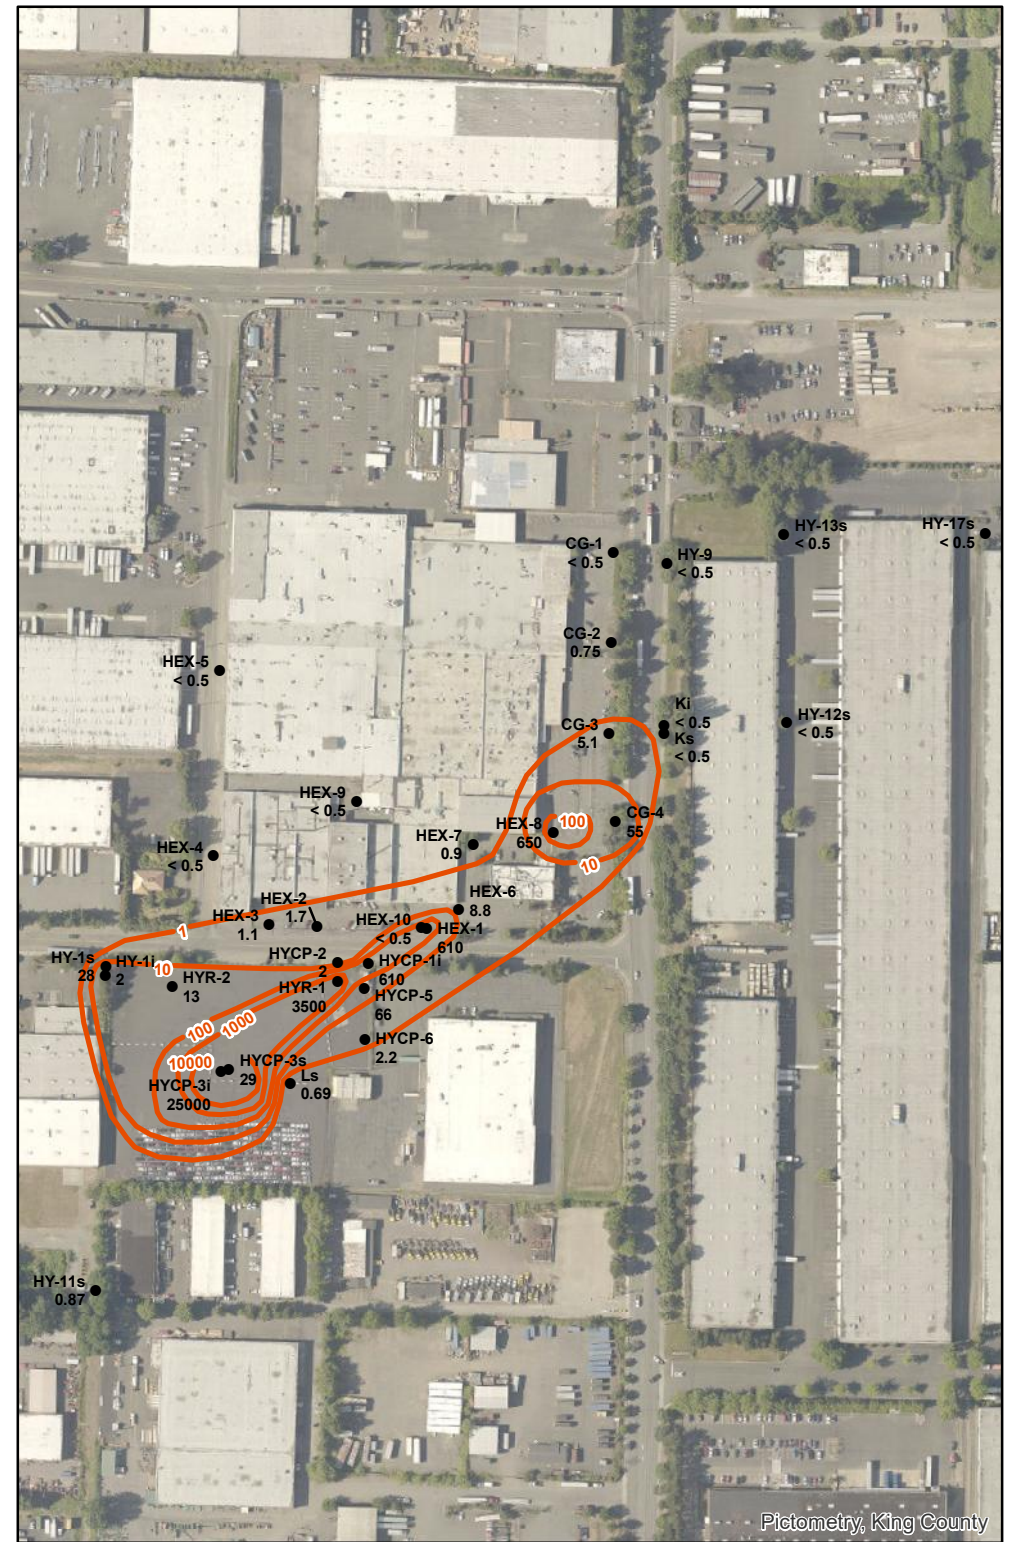 HY-13s
< 0.5
HY-17s
< 0.5
CG-1
< 0.5
HY-9
< 0.5
CG-2
0.75
HEX-5
< 0.5
Ki
< 0.5
Ks
< 0.5
HY-12s
< 0.5
CG-3
5.1
HEX-9
< 0.5
HEX-8
650
100
CG-4
55
HEX-7
0.9
HEX-4
< 0.5
10
HEX-6
8.8
HEX-2
1.7
HEX-3
1.1
HEX-10
< 0.5
HEX-1
610
1
HY-1s
28
HY-1i
2
10
HYCP-2
2
HYCP-1i
610
HYR-2
13
HYR-1
3500
HYCP-5
66
100
1000
HYCP-6
2.2
10000
HYCP-3s
29
HYCP-3i
25000
Ls
0.69
HY-11s
0.87
Pictometry, King County